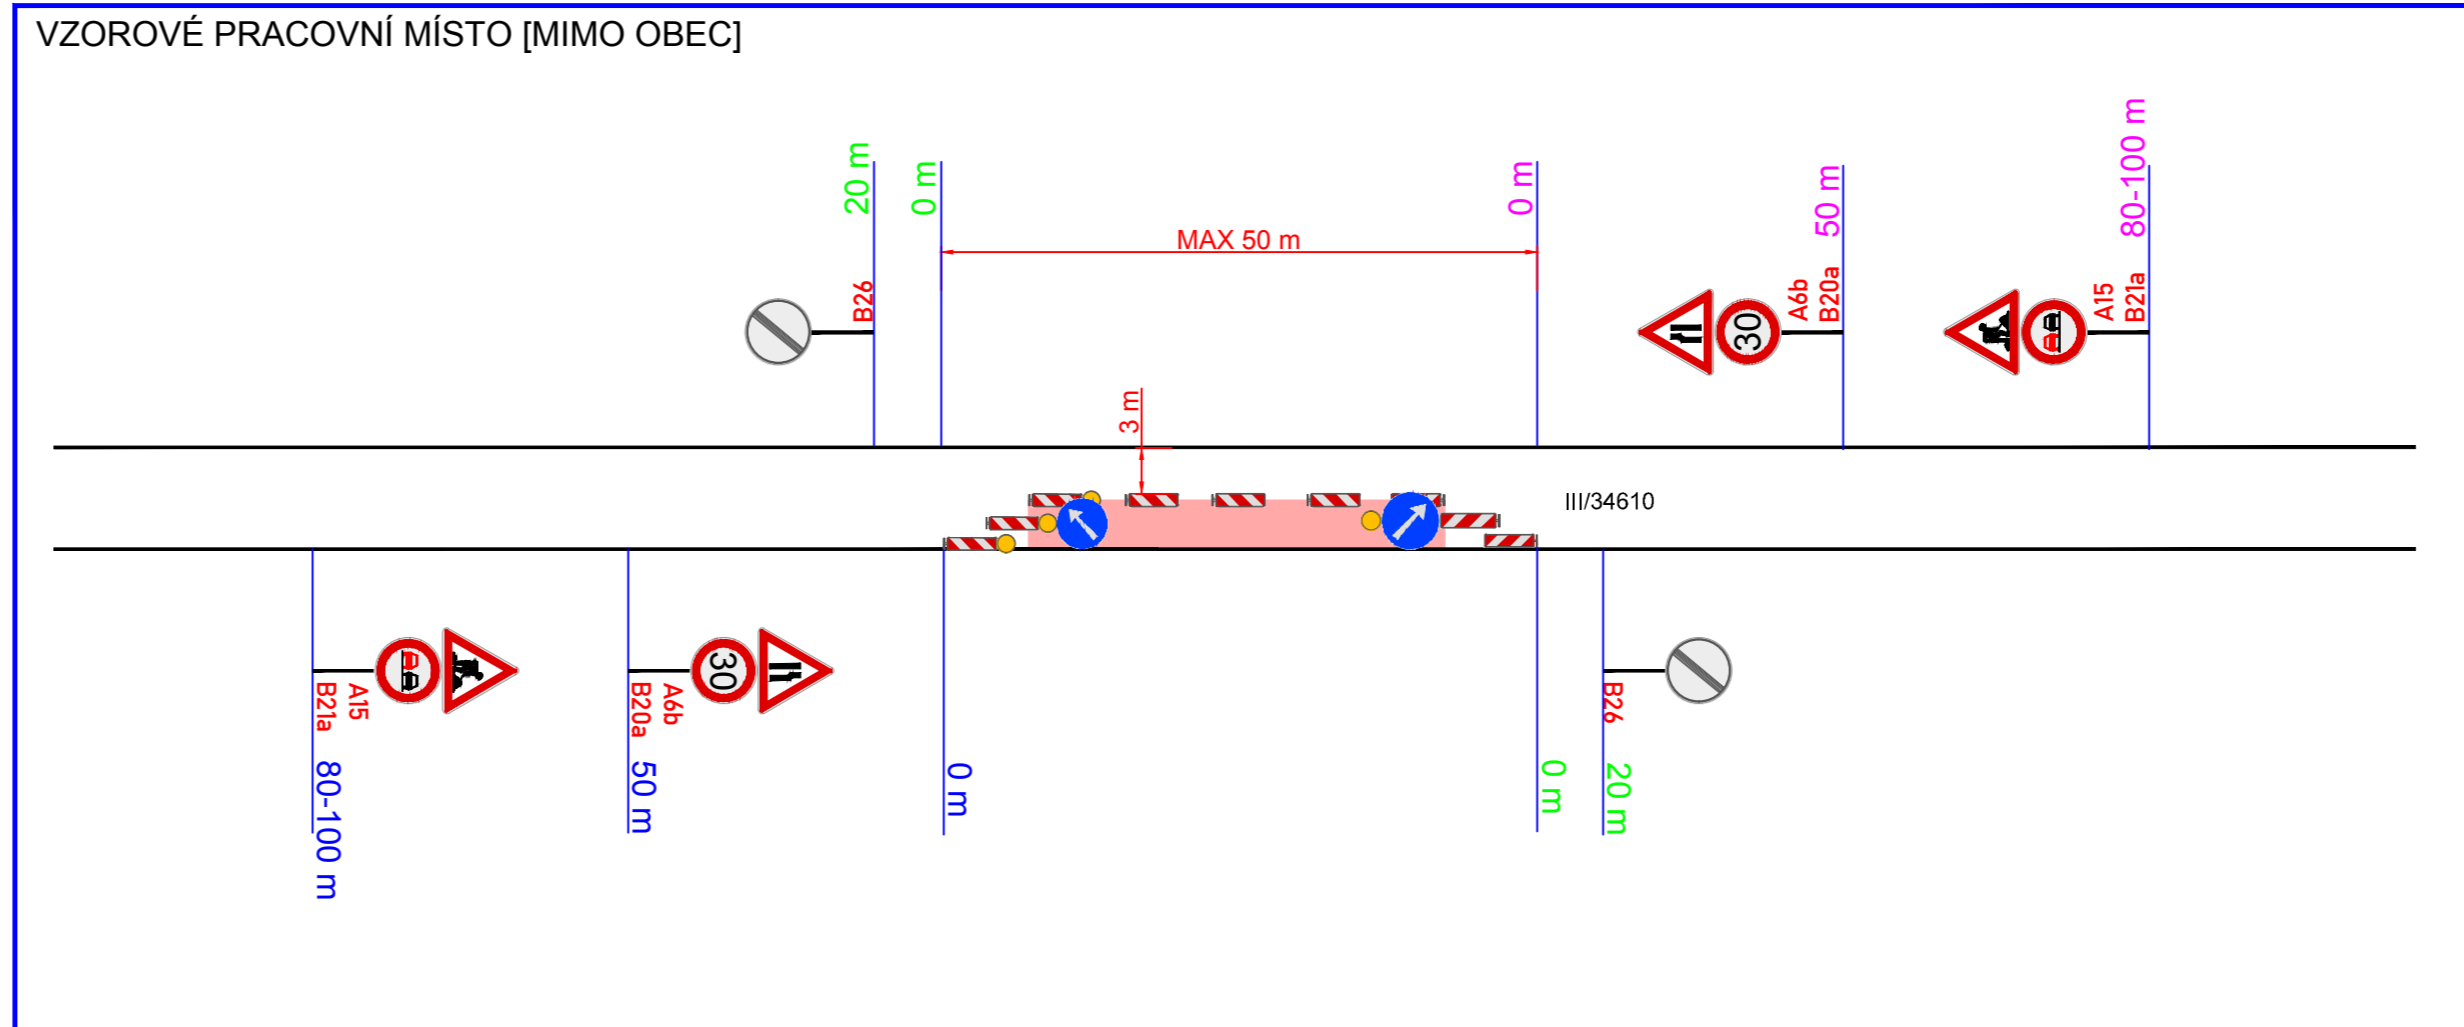 VZOROVÉ PRACOVNÍ MÍSTO [MIMO OBEC]
20 m
0 m
0 m
50 m
80-100 m
MAX 50 m
B26
A6b
B20a
A15
B21a
30
3 m
III/34610
B21a
A15
B20a
A6b
30
B26
80-100 m
50 m
0 m
0 m
20 m